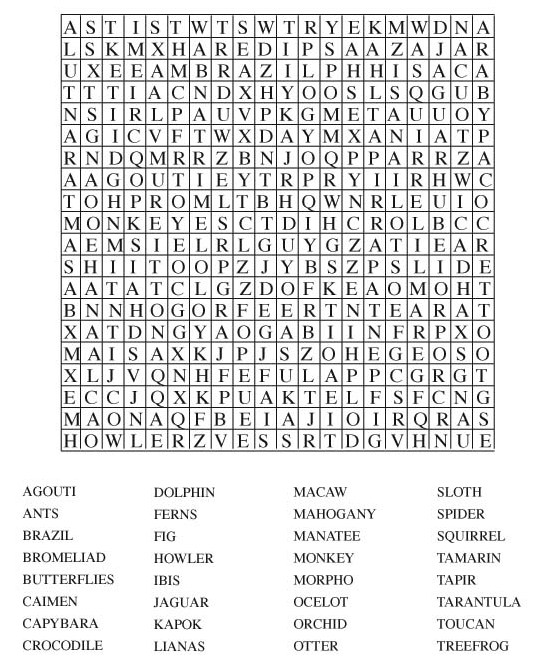 A S T I S T W T S W T R Y E K M W D N A
L S K M X H A R E D I P S A A Z A J A R
U X E E A M B R A Z I L P H H I S A C A
T T T I A C N D X H Y O O S L S Q G U B
N S I R L P A U V P K G M E T A U U O Y
A G I C V F T W X D A Y M X A N I A T P
R N D Q M R R Z B N J O Q P P A R R Z A
A A G O U T I E Y T R P R Y I I R H W C
T O H P R O M L T B H Q W N R L E U I O
M O N K E Y E S C T D I H C R O L B C C
A E M S I E L R L G U Y G Z A T I E A R
S H I I T O O P Z J Y B S Z P S L I D E
A A T A T C L G Z D O F K E A O M O H T
B N N H O G O R F E E R T N T E A R A T
X A T D N G Y A O G A B I I N F R P X O
M A I S A X K J P J S Z O H E G E O S O
X L J V Q N H F E F U L A P P C G R G T
E C C J Q X K P U A K T E L F S F C N G
M A O N A Q F B E I A J I O I R Q R A S
H O W L E R Z V E S S R T D G V H N U E
AGOUTI DOLPHIN MACAW SLOTH
ANTS FERNS MAHOGANY SPIDER
BRAZIL FIG MANATEE SQUIRREL
BROMELIAD HOWLER MONKEY TAMARIN
BUTTERFLIES IBIS MORPHO TAPIR
CAIMEN JAGUAR OCELOT TARANTULA
CAPYBARA KAPOK ORCHID TOUCAN
CROCODILE LIANAS OTTER TREEFROG